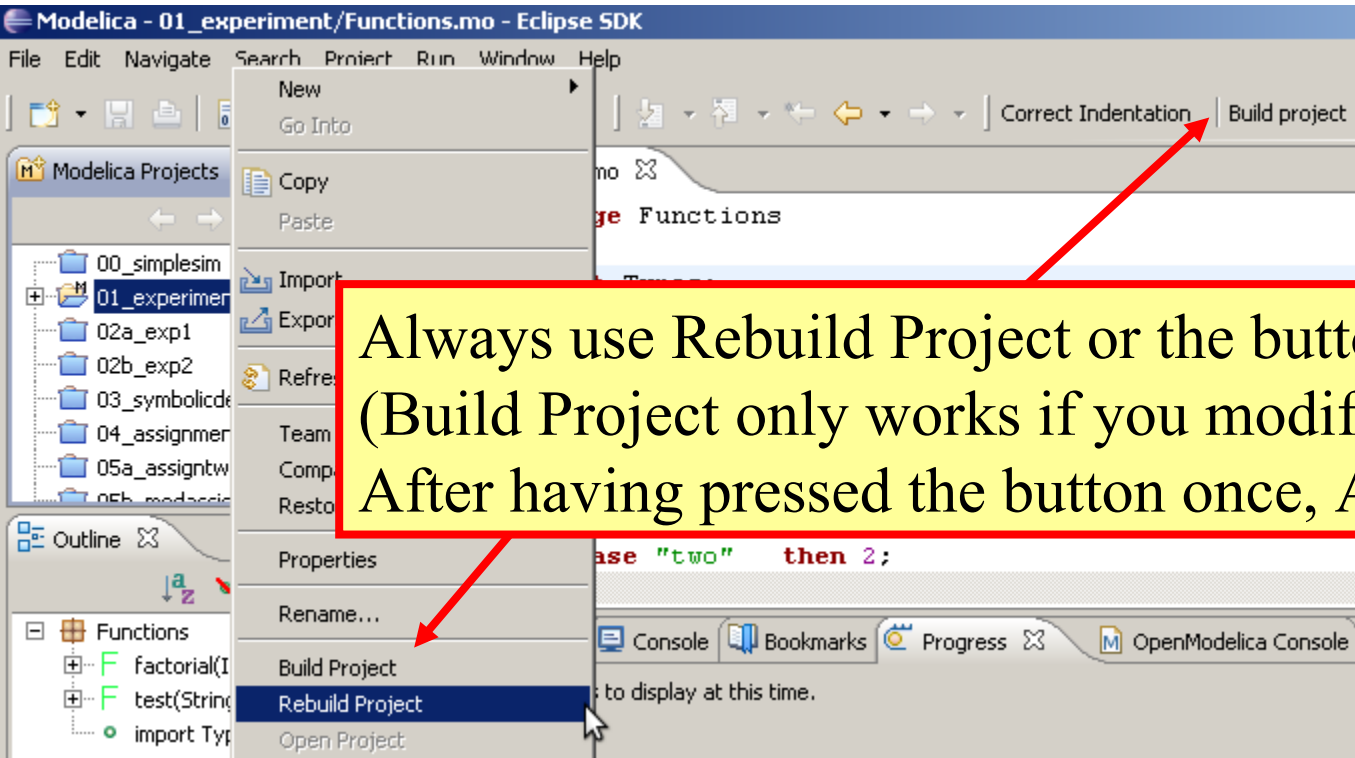 Modelica - 01_experiment/Functions.mo - Eclipse SDK
File Edit Navigate Search Project Run Window Help
New
Go Into
Correct Indentation
Build project
Modelica Projects
mo
Copy
Paste
ge Functions
00_simplesim
Import
01_experimen
Expor
02a_exp1
Always use Rebuild Project or the butt
02b_exp2
Refre
(Build Project only works if you modif
03_symbolicde
04_assignmen
Team
05a_assigntw
Comp
After having pressed the button once, A
Resto
Outline
Properties
ase "two" then 2;
Rename...
Functions
Console Bookmarks Progress OpenModelica Console
factorial(I
Build Project
test(String
Rebuild Project
to display at this time.
import Typ
Open Project